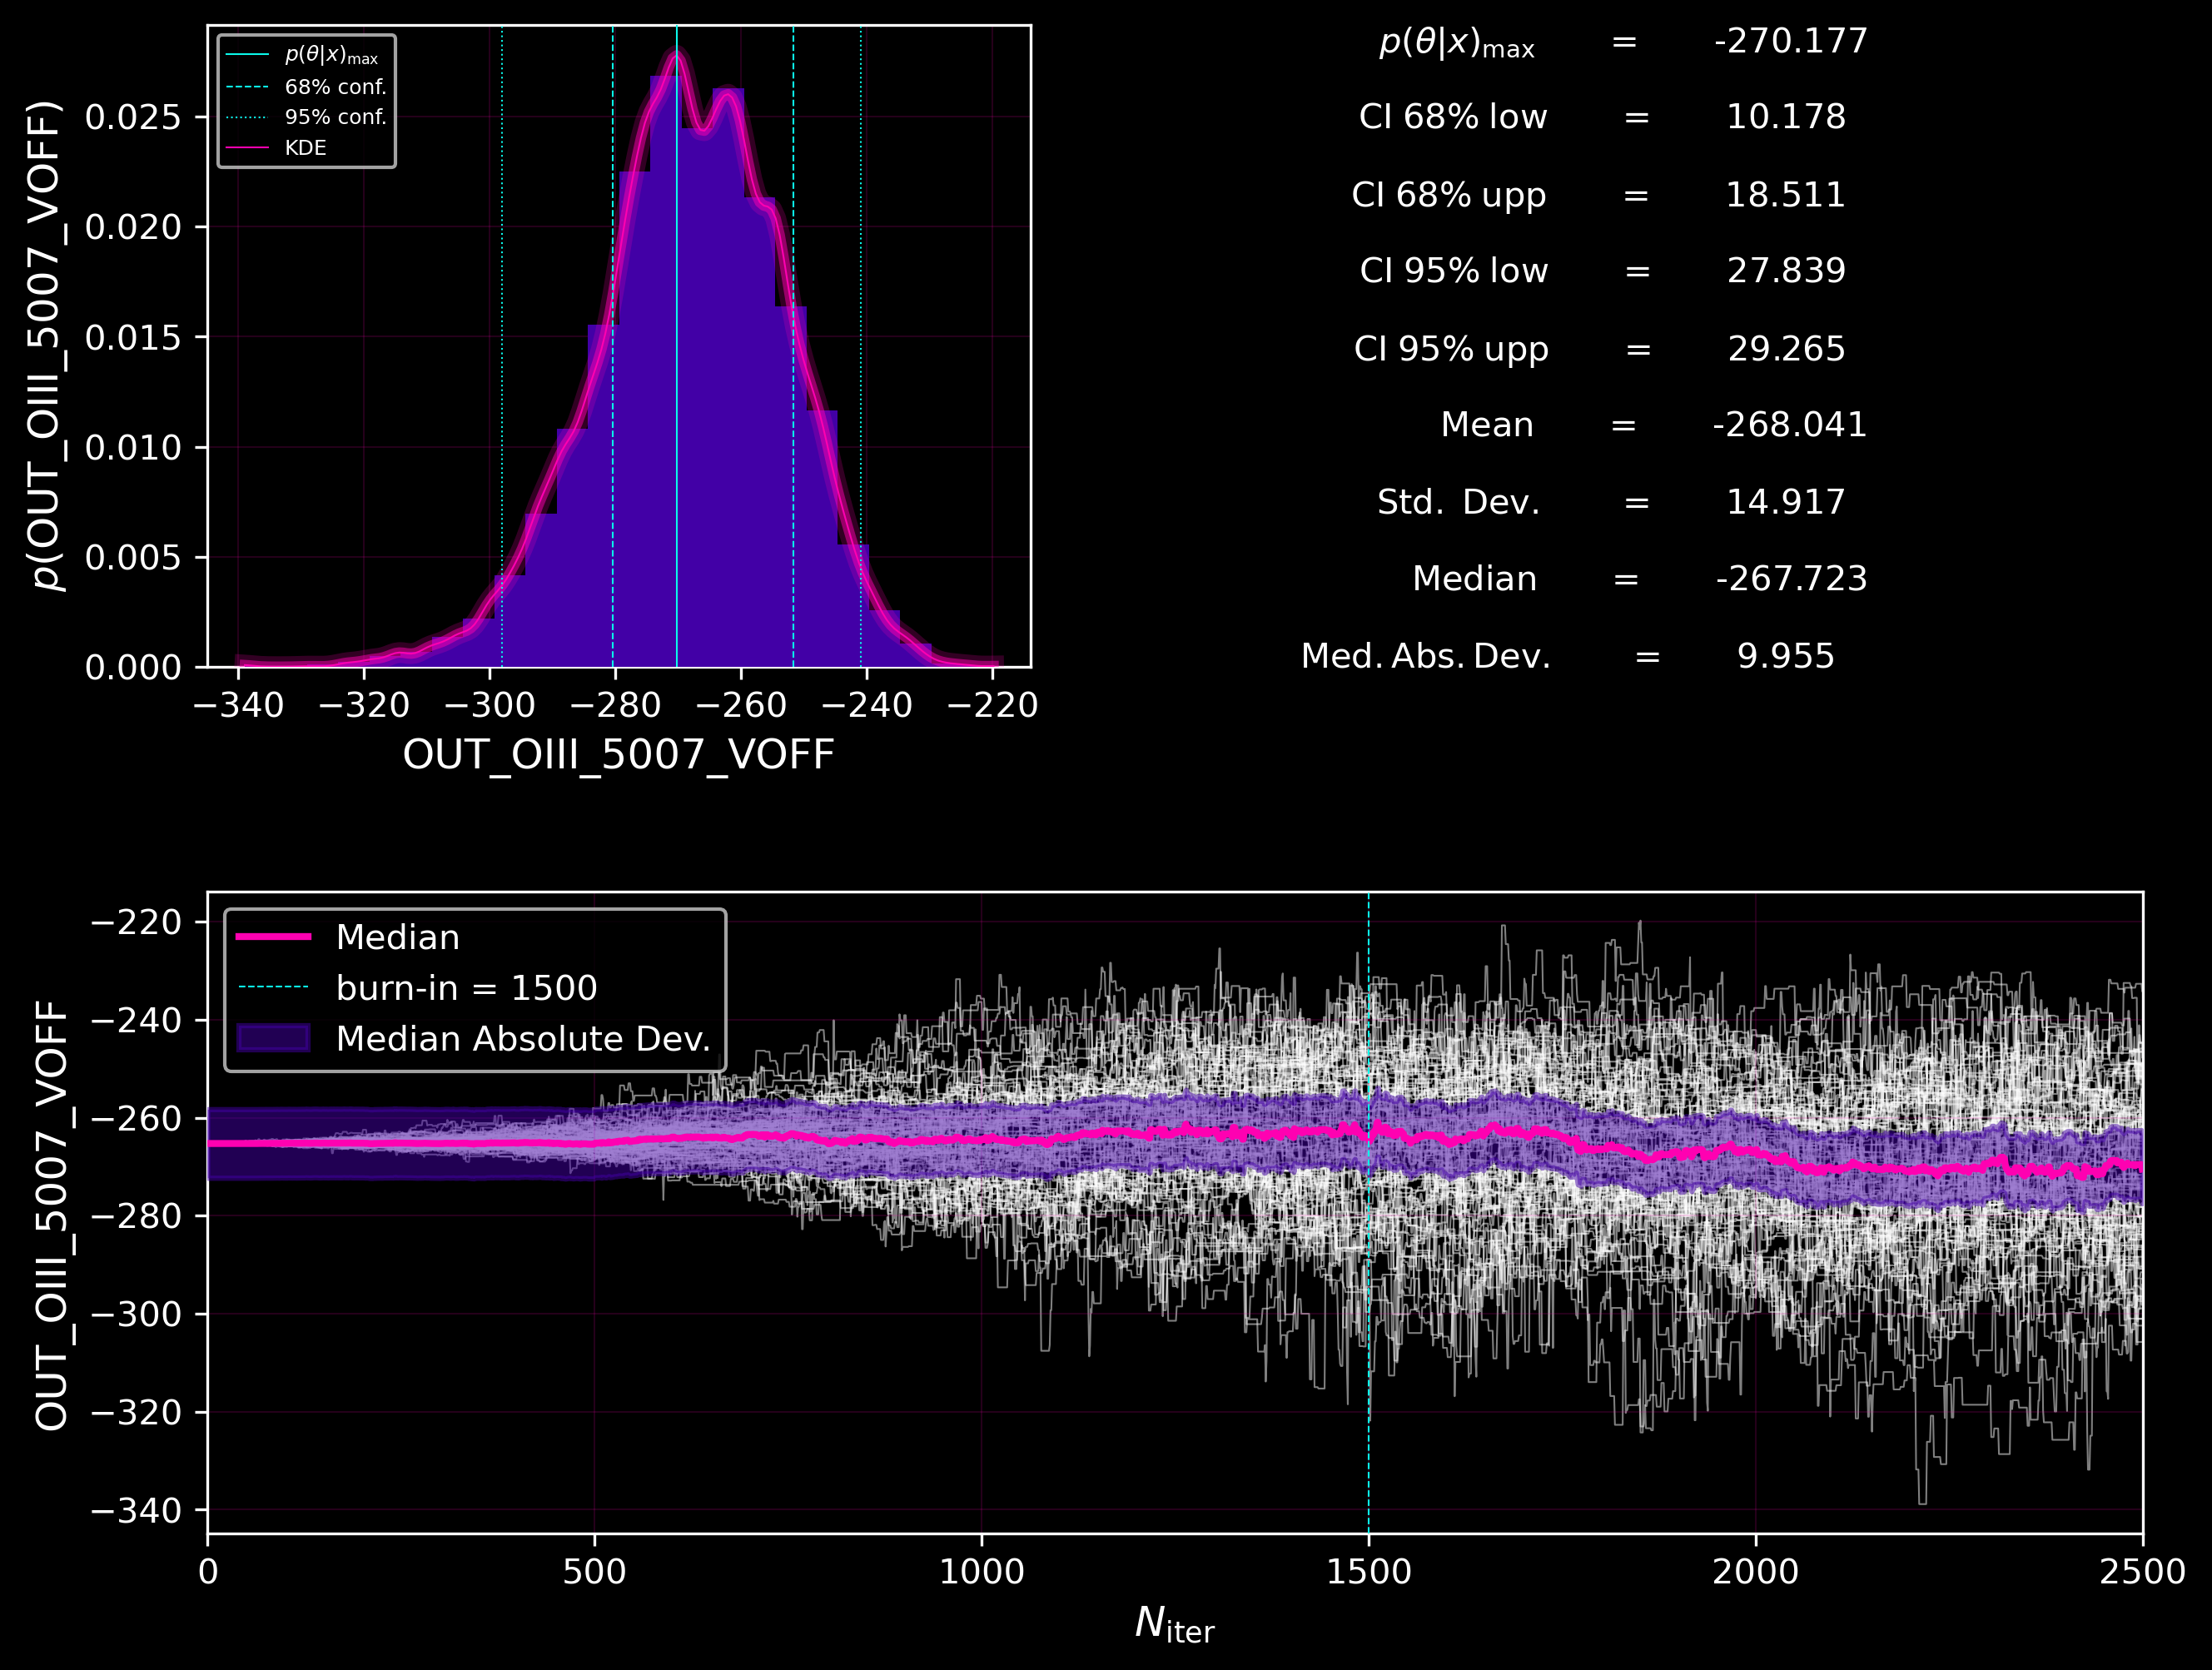 p(θ|x)max
68% conf.
95% conf.
KDE
p(OUT_OIII_5007_VOFF)
0.025
0.020
0.015
0.010
0.005
0.000
−340 −320 −300 −280 −260 −240 −220
OUT_OIII_5007_VOFF
p(θ|x)max = -270.177
CI 68% low = 10.178
CI 68% upp = 18.511
CI 95% low = 27.839
CI 95% upp = 29.265
Mean = -268.041
Std. Dev. = 14.917
Median = -267.723
Med. Abs. Dev. = 9.955
Median
burn-in = 1500
Median Absolute Dev.
OUT_OIII_5007_VOFF
−220
−240
−260
−280
−300
−320
−340
0 500 1000 1500 2000 2500
Niter